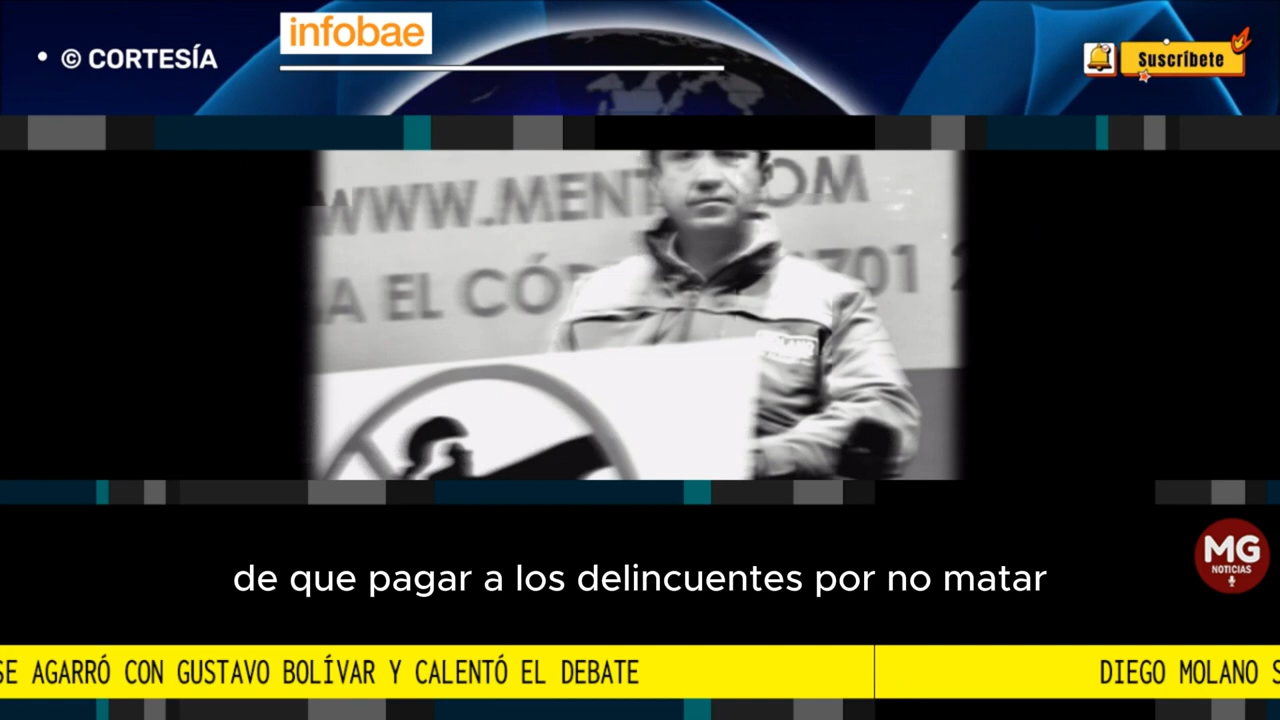 infobae
• © CORTESÍA
Suscríbete
WWW.MENT
OM
A EL CÓ
701
de que pagar a los delincuentes por no matar
MG
NOTICIAS
SE AGARRÓ CON GUSTAVO BOLÍVAR Y CALENTÓ EL DEBATE
DIEGO MOLANO S